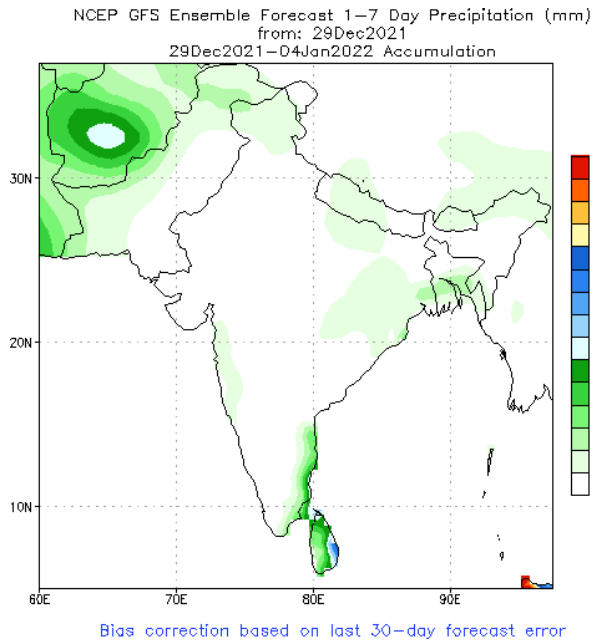 NCEP GFS Ensemble Forecast 1-7 Day Precipitation (mm)
from: 29Dec2021
29Dec2021-04Jan2022 Accumulation
30N
20N
10N
60E 70E 80E 90E
Bias correction based on last 30-day forecast error